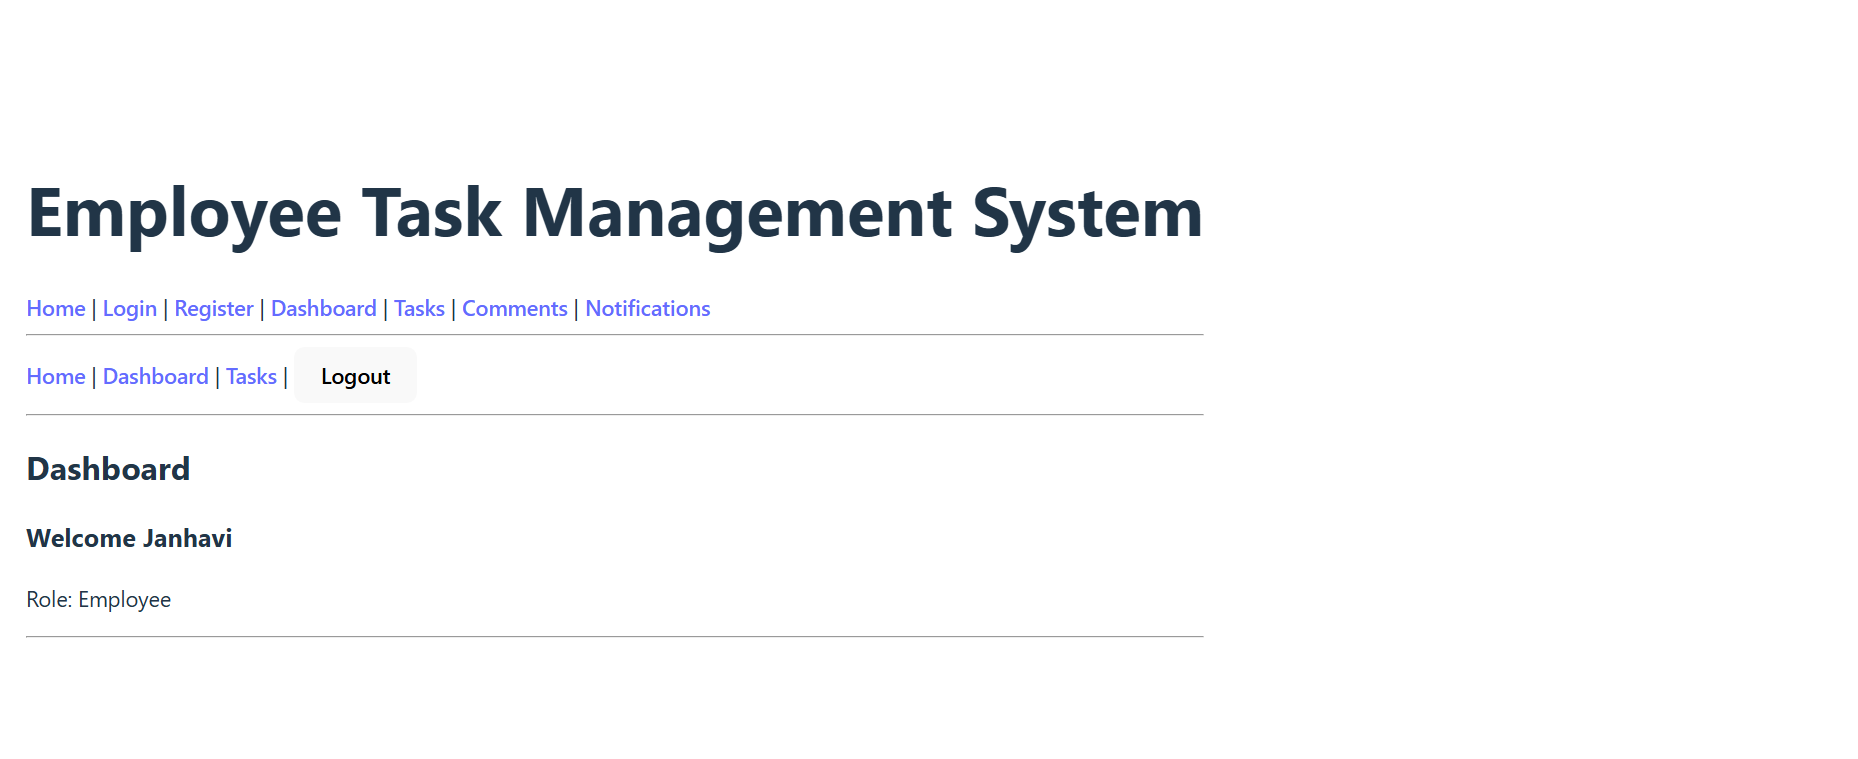 Employee Task Management System
Home | Login | Register | Dashboard | Tasks | Comments | Notifications
Home | Dashboard | Tasks | Logout
Dashboard
Welcome Janhavi
Role: Employee